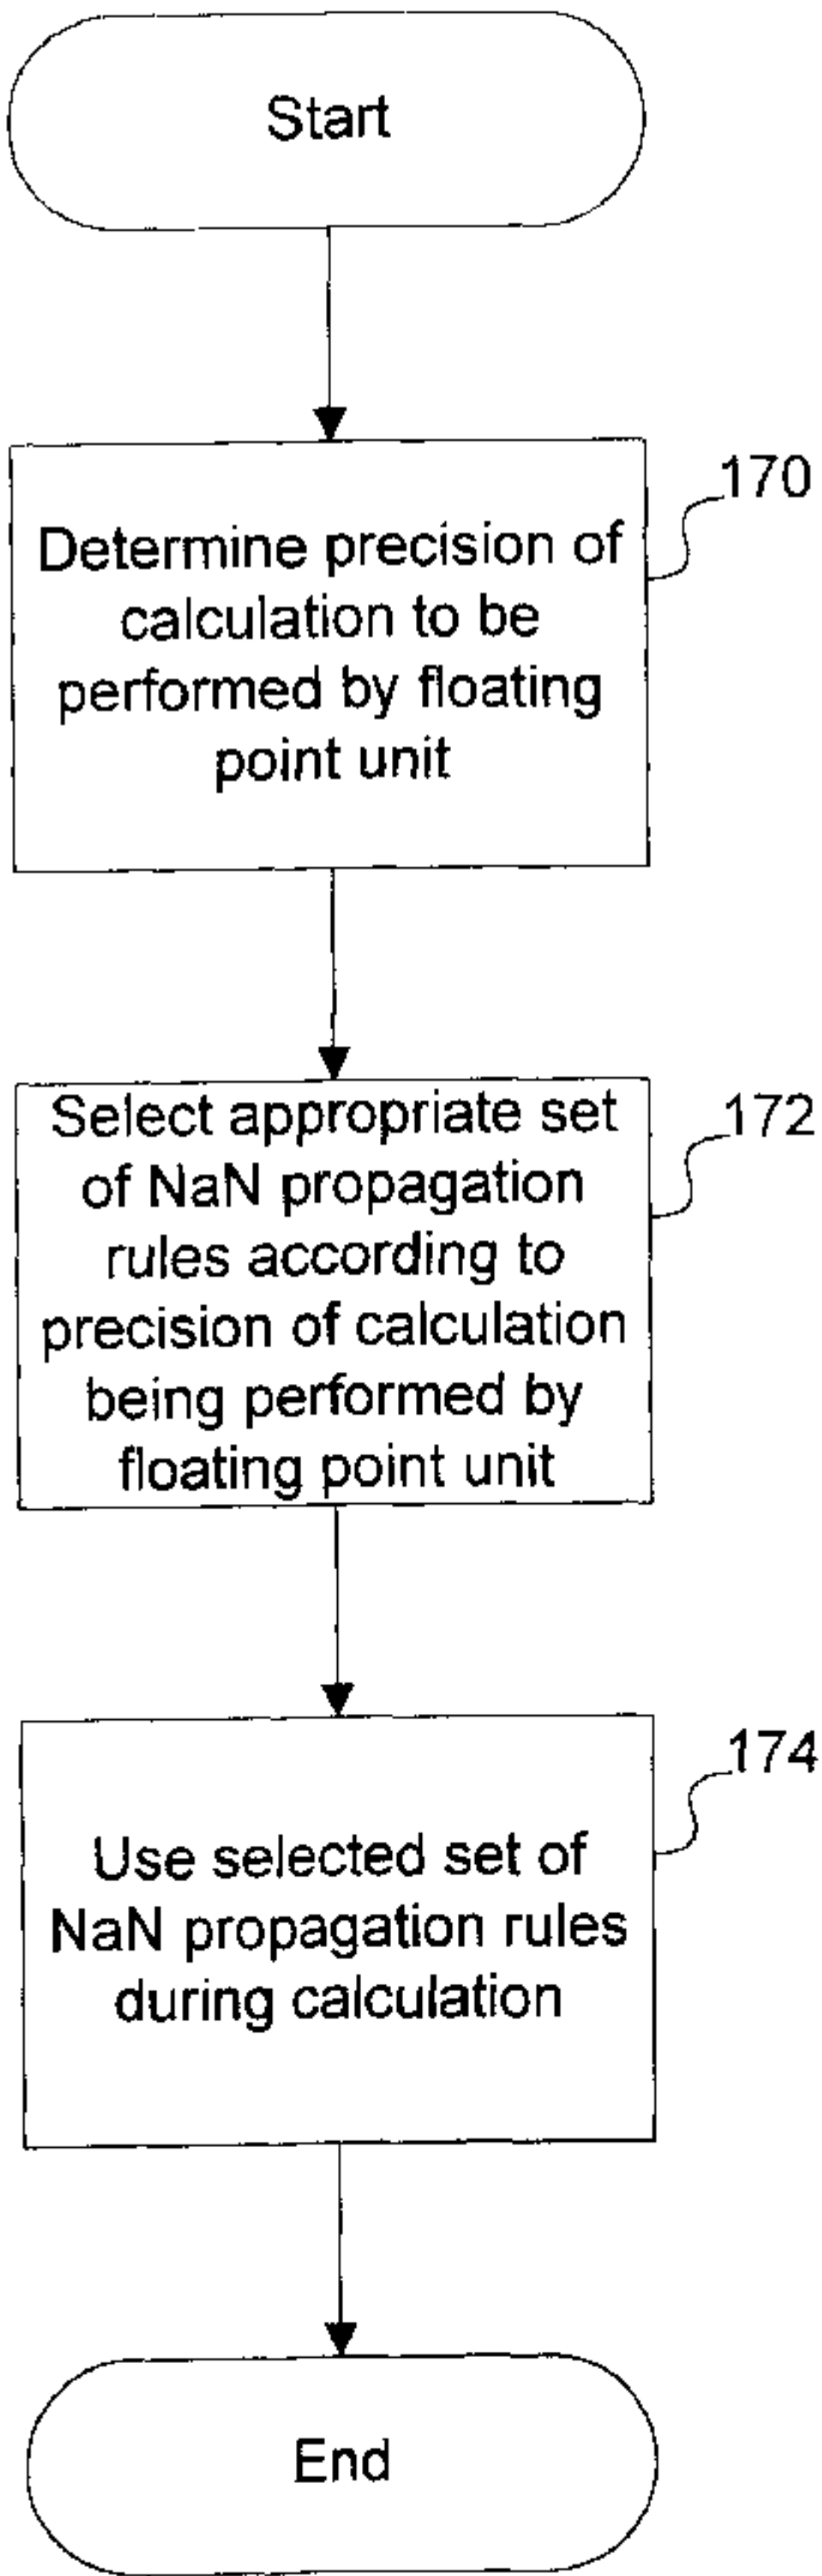 Start
170
Determine precision of
calculation to be
performed by floating
point unit
172
Select appropriate set
of NaN propagation
rules according to
precision of calculation
being performed by
floating point unit
174
Use selected set of
NaN propagation rules
during calculation
End